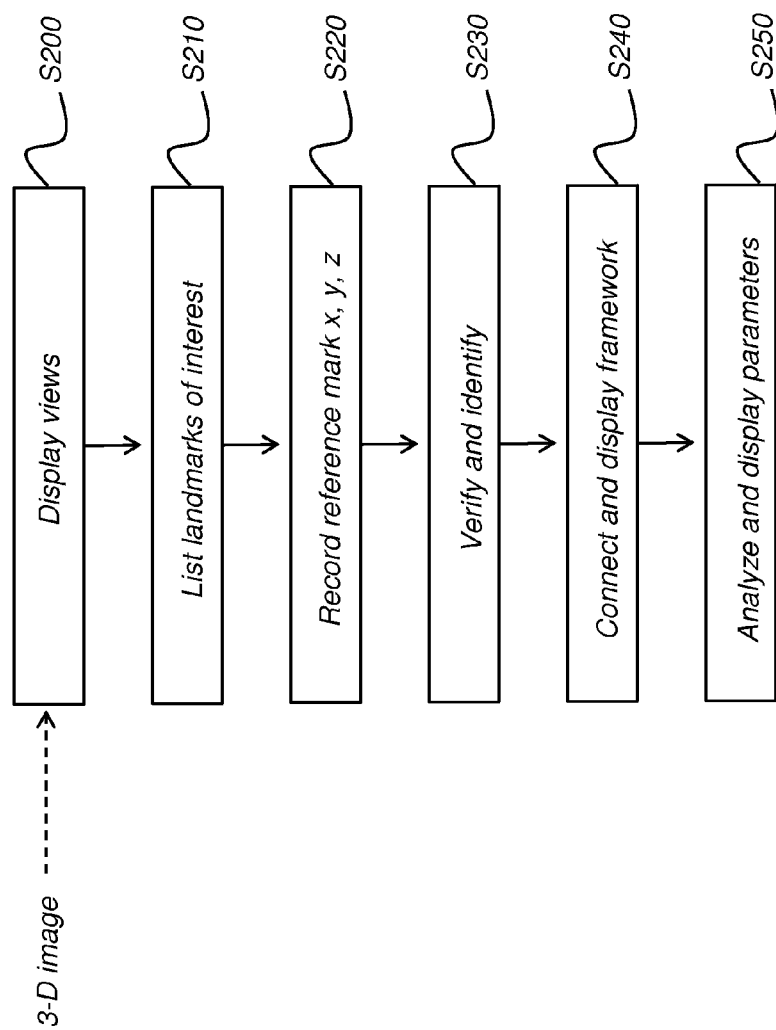 3-D image
Display views
S200
List landmarks of interest
S210
Record reference mark x, y, z
S220
Verify and identify
S230
Connect and display framework
S240
Analyze and display parameters
S250